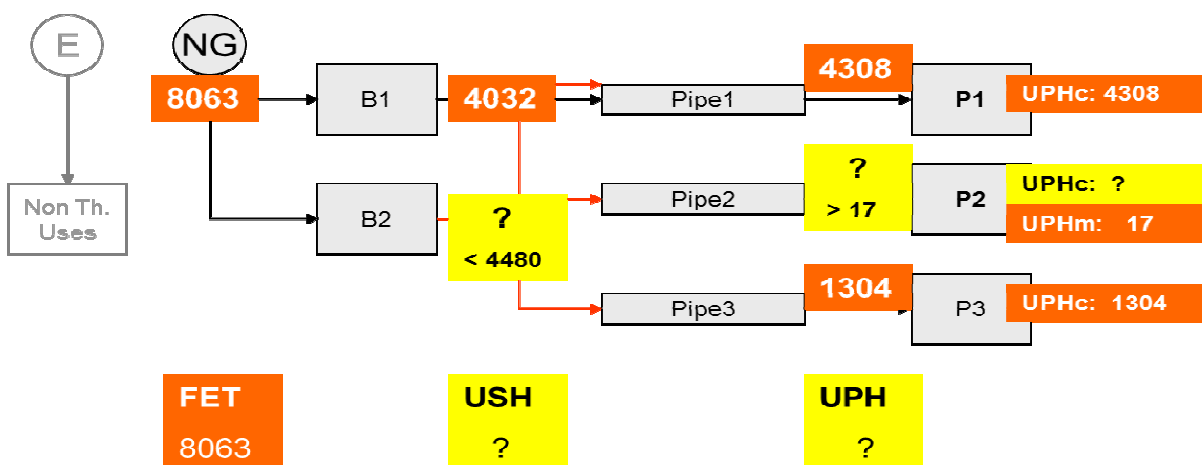 E
NG
8063
B1
4032
Pipe1
4308
P1
UPHc: 4308
Non Th.
Uses
B2
?
< 4480
Pipe2
?
> 17
P2
UPHc: ?
UPHm: 17
Pipe3
1304
P3
UPHc: 1304
FET
8063
USH
?
UPH
?